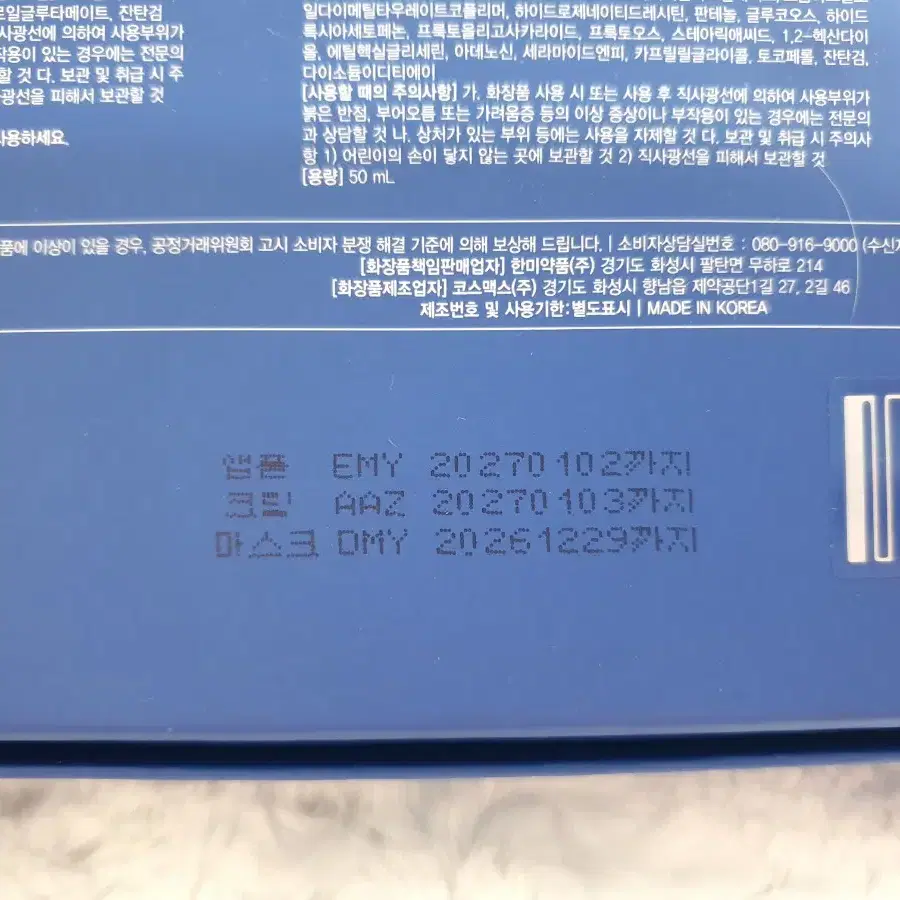 로일글루타메이트, 잔탄검
사광선에 의하여 사용부위가
작용이 있는 경우에는 전문의
할 것 다. 보관 및 취급 시 주
광선을 피해서 보관할 것
사용하세요.
일다이메틸타우레이트코폴리머, 하이드로제네이티드레시틴, 판테놀, 글루코오스, 하이드
록시아세토페논, 프룩토올리고사카라이드, 프룩토오스, 스테아릭애씨드, 1,2-헥산다이
올, 에틸헥실글리세린, 아데노신, 세라마이드엔피, 카프릴릴글라이콜, 토코페롤, 잔탄검,
다이소듐이디티에이
[사용할 때의 주의사항] 가. 화장품 사용 시 또는 사용 후 직사광선에 의하여 사용부위가
붉은 반점, 부어오름 또는 가려움증 등의 이상 증상이나 부작용이 있는 경우에는 전문의
과 상담할 것 나. 상처가 있는 부위 등에는 사용을 자제할 것 다. 보관 및 취급 시 주의사
항 1) 어린이의 손이 닿지 않는 곳에 보관할 것 2) 직사광선을 피해서 보관할 것
[용량] 50 mL
품에 이상이 있을 경우, 공정거래위원회 고시 소비자 분쟁 해결 기준에 의해 보상해 드립니다. | 소비자상담실번호 : 080-916-9000 (수신자
[화장품책임판매업자] 한미약품(주) 경기도 화성시 팔탄면 무하로 214
[화장품제조업자] 코스맥스(주) 경기도 화성시 향남읍 제약공단1길 27, 2길 46
제조번호 및 사용기한:별도표시 | MADE IN KOREA
앰플 EMY 20270102까지
크림 AAZ 20270103까지
마스크 DMY 20261229까지